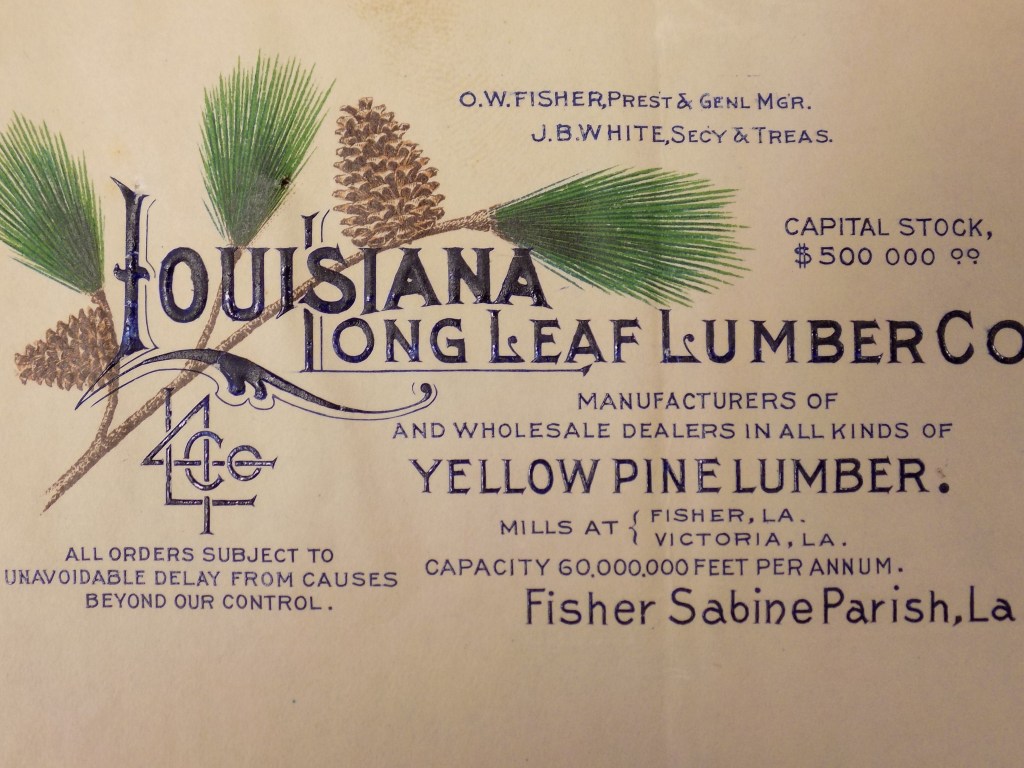 O.W. FISHER, PREST & GENL MGR.
J.B. WHITE, SECY & TREAS.
CAPITAL STOCK,
$500 000 00
LOUISIANA
LONG LEAF LUMBER CO
MANUFACTURERS OF
AND WHOLESALE DEALERS IN ALL KINDS OF
YELLOW PINE LUMBER.
MILLS AT { FISHER, LA.
VICTORIA, LA.
CAPACITY 60,000,000 FEET PER ANNUM.
Fisher Sabine Parish, La
LLLL Co
ALL ORDERS SUBJECT TO
UNAVOIDABLE DELAY FROM CAUSES
BEYOND OUR CONTROL.